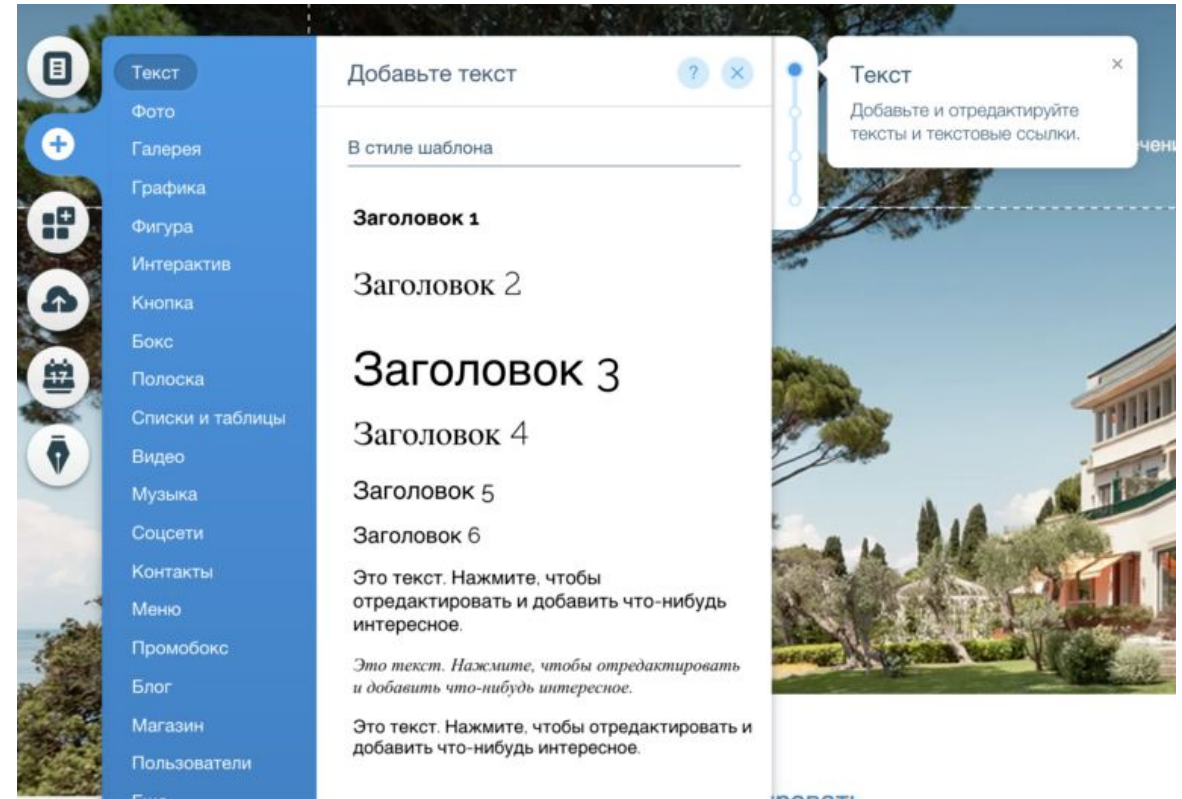 Текст
Фото
Галерея
Графика
Фигура
Интерактив
Кнопка
Бокс
Полоска
Списки и таблицы
Видео
Музыка
Соцсети
Контакты
Меню
Промобокс
Блог
Магазин
Пользователи
Добавьте текст
?
В стиле шаблона
Заголовок 1
Заголовок 2
Заголовок 3
Заголовок 4
Заголовок 5
Заголовок 6
Это текст. Нажмите, чтобы
отредактировать и добавить что-нибудь
интересное.
Это текст. Нажмите, чтобы отредактировать
и добавить что-нибудь интересное.
Это текст. Нажмите, чтобы отредактировать и
добавить что-нибудь интересное.
Текст
Добавьте и отредактируйте
тексты и текстовые ссылки.
17